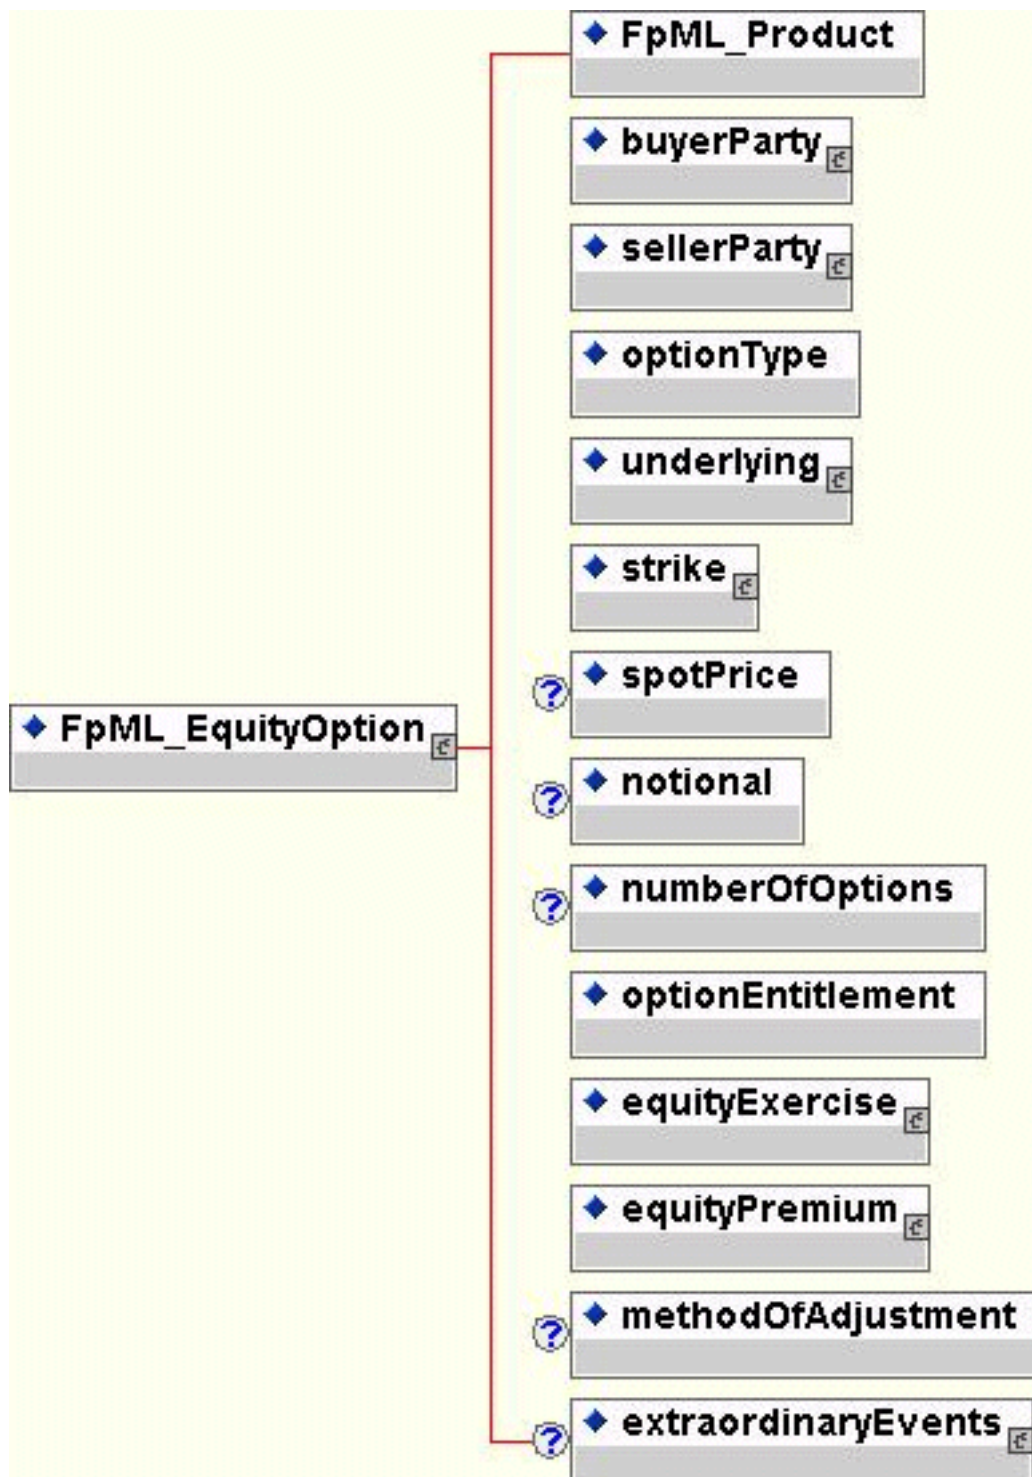 FpML_Product
buyerParty
sellerParty
optionType
underlying
strike
? spotPrice
FpML_EquityOption
? notional
? numberOfOptions
optionEntitlement
equityExercise
equityPremium
? methodOfAdjustment
? extraordinaryEvents